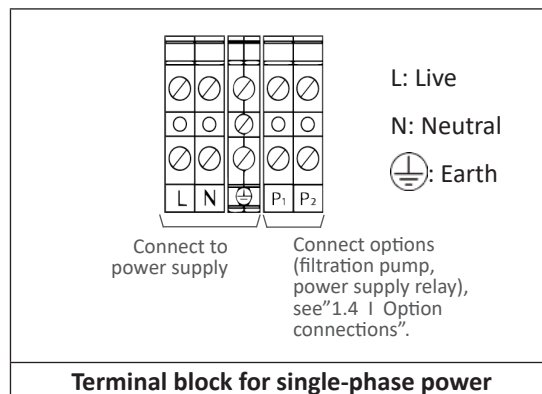 L: Live
N: Neutral
: Earth
L N P₁ P₂
Connect to
power supply
Connect options
(filtration pump,
power supply relay),
see"1.4 I Option
connections".
Terminal block for single-phase power